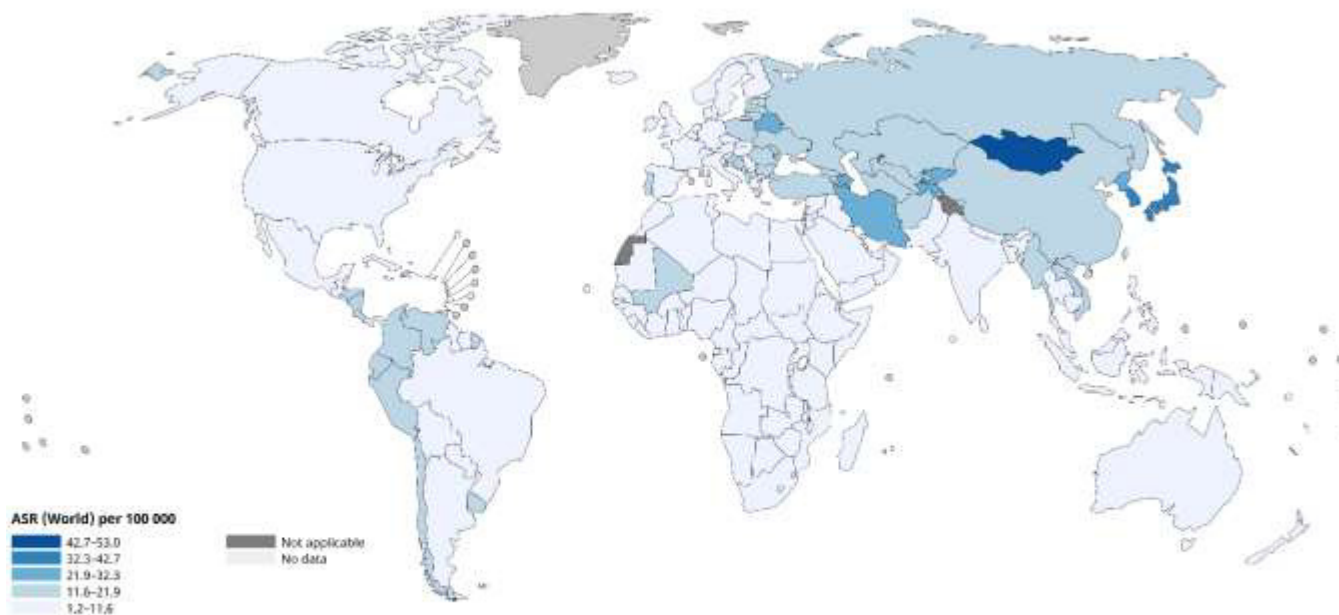 ASR (World) per 100 000
42.7–53.0
32.3–42.7
21.9–32.3
11.6–21.9
1.2–11.6
Not applicable
No data